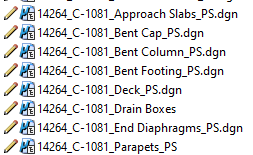 14264_C-1081_Approach Slabs_PS.dgn
14264_C-1081_Bent Cap_PS.dgn
14264_C-1081_Bent Column_PS.dgn
14264_C-1081_Bent Footing_PS.dgn
14264_C-1081_Deck_PS.dgn
14264_C-1081_Drain Boxes
14264_C-1081_End Diaphragms_PS.dgn
14264_C-1081_Parapets_PS